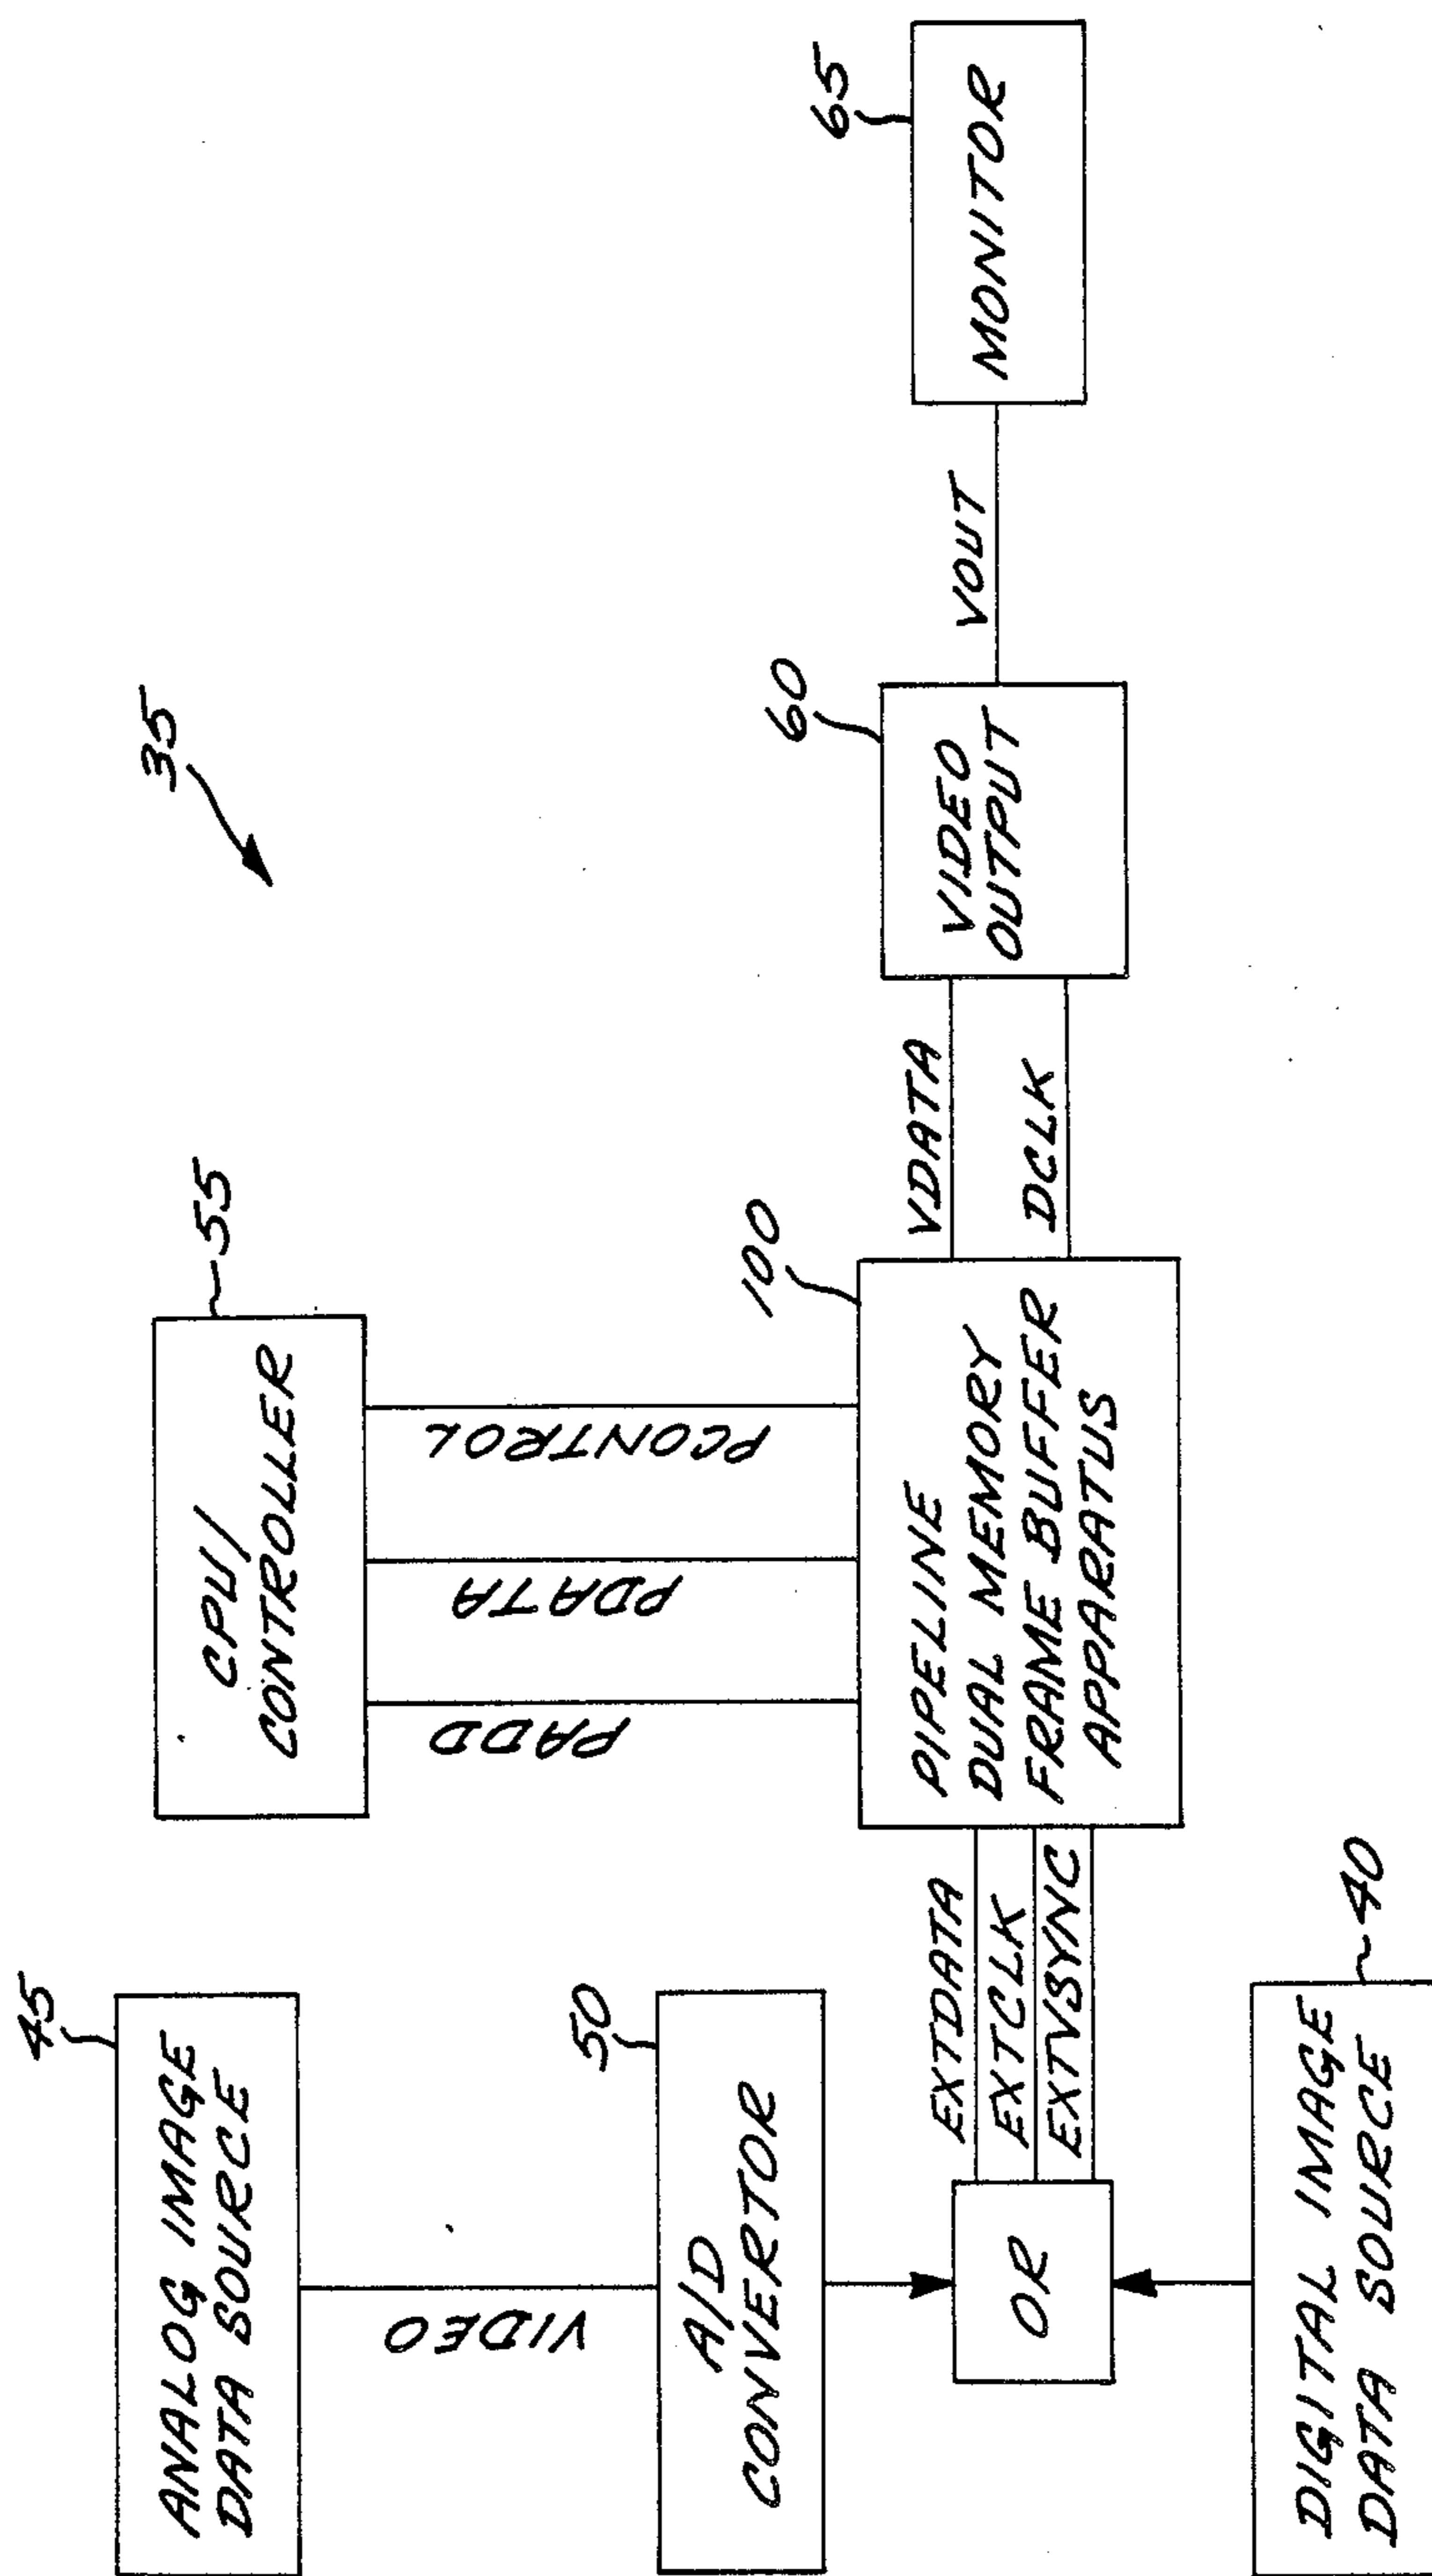 35
45
ANALOG IMAGE
DATA SOURCE
VIDEO
50
A/D
CONVERTOR
OR
DIGITAL IMAGE
DATA SOURCE
40
EXTDATA
EXTCLK
EXTVSYNC
55
CPU/
CONTROLLER
PADD
PDATA
PCONTROL
100
PIPELINE
DUAL MEMORY
FRAME BUFFER
APPARATUS
VDATA
DCLK
60
VIDEO
OUTPUT
VOUT
65
MONITOR